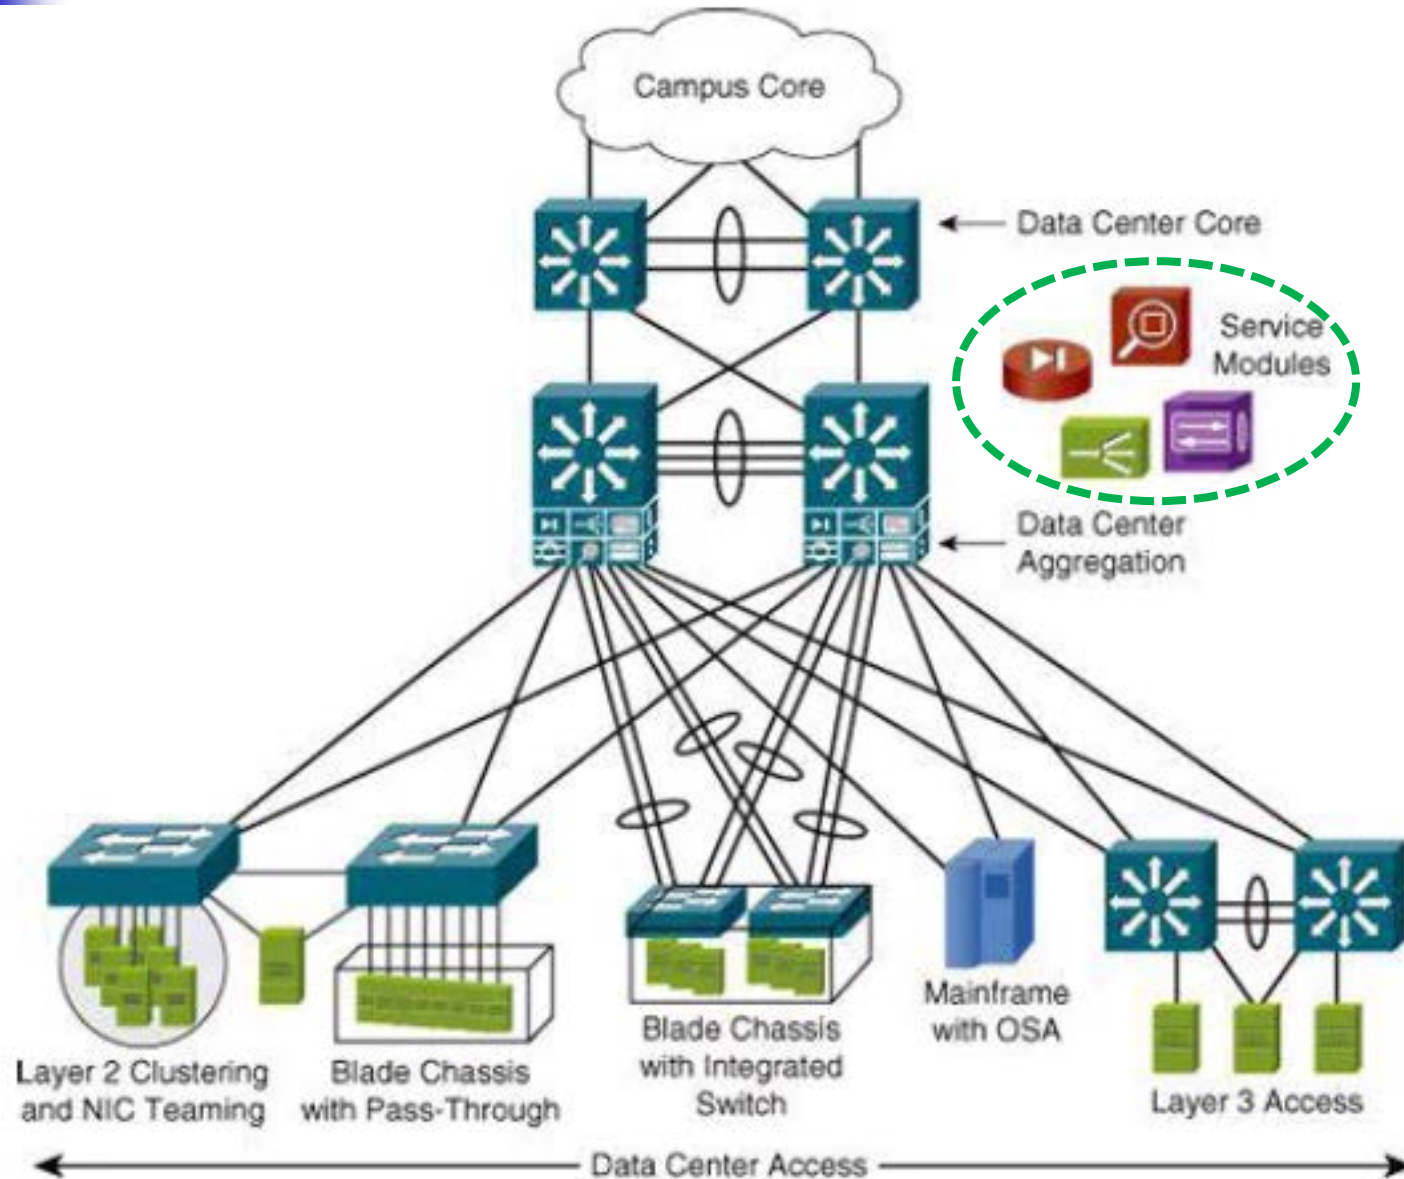 Campus Core
Data Center Core
Service
Modules
Data Center
Aggregation
Layer 2 Clustering
and NIC Teaming
Blade Chassis
with Pass-Through
Blade Chassis
with Integrated
Switch
Mainframe
with OSA
Layer 3 Access
Data Center Access